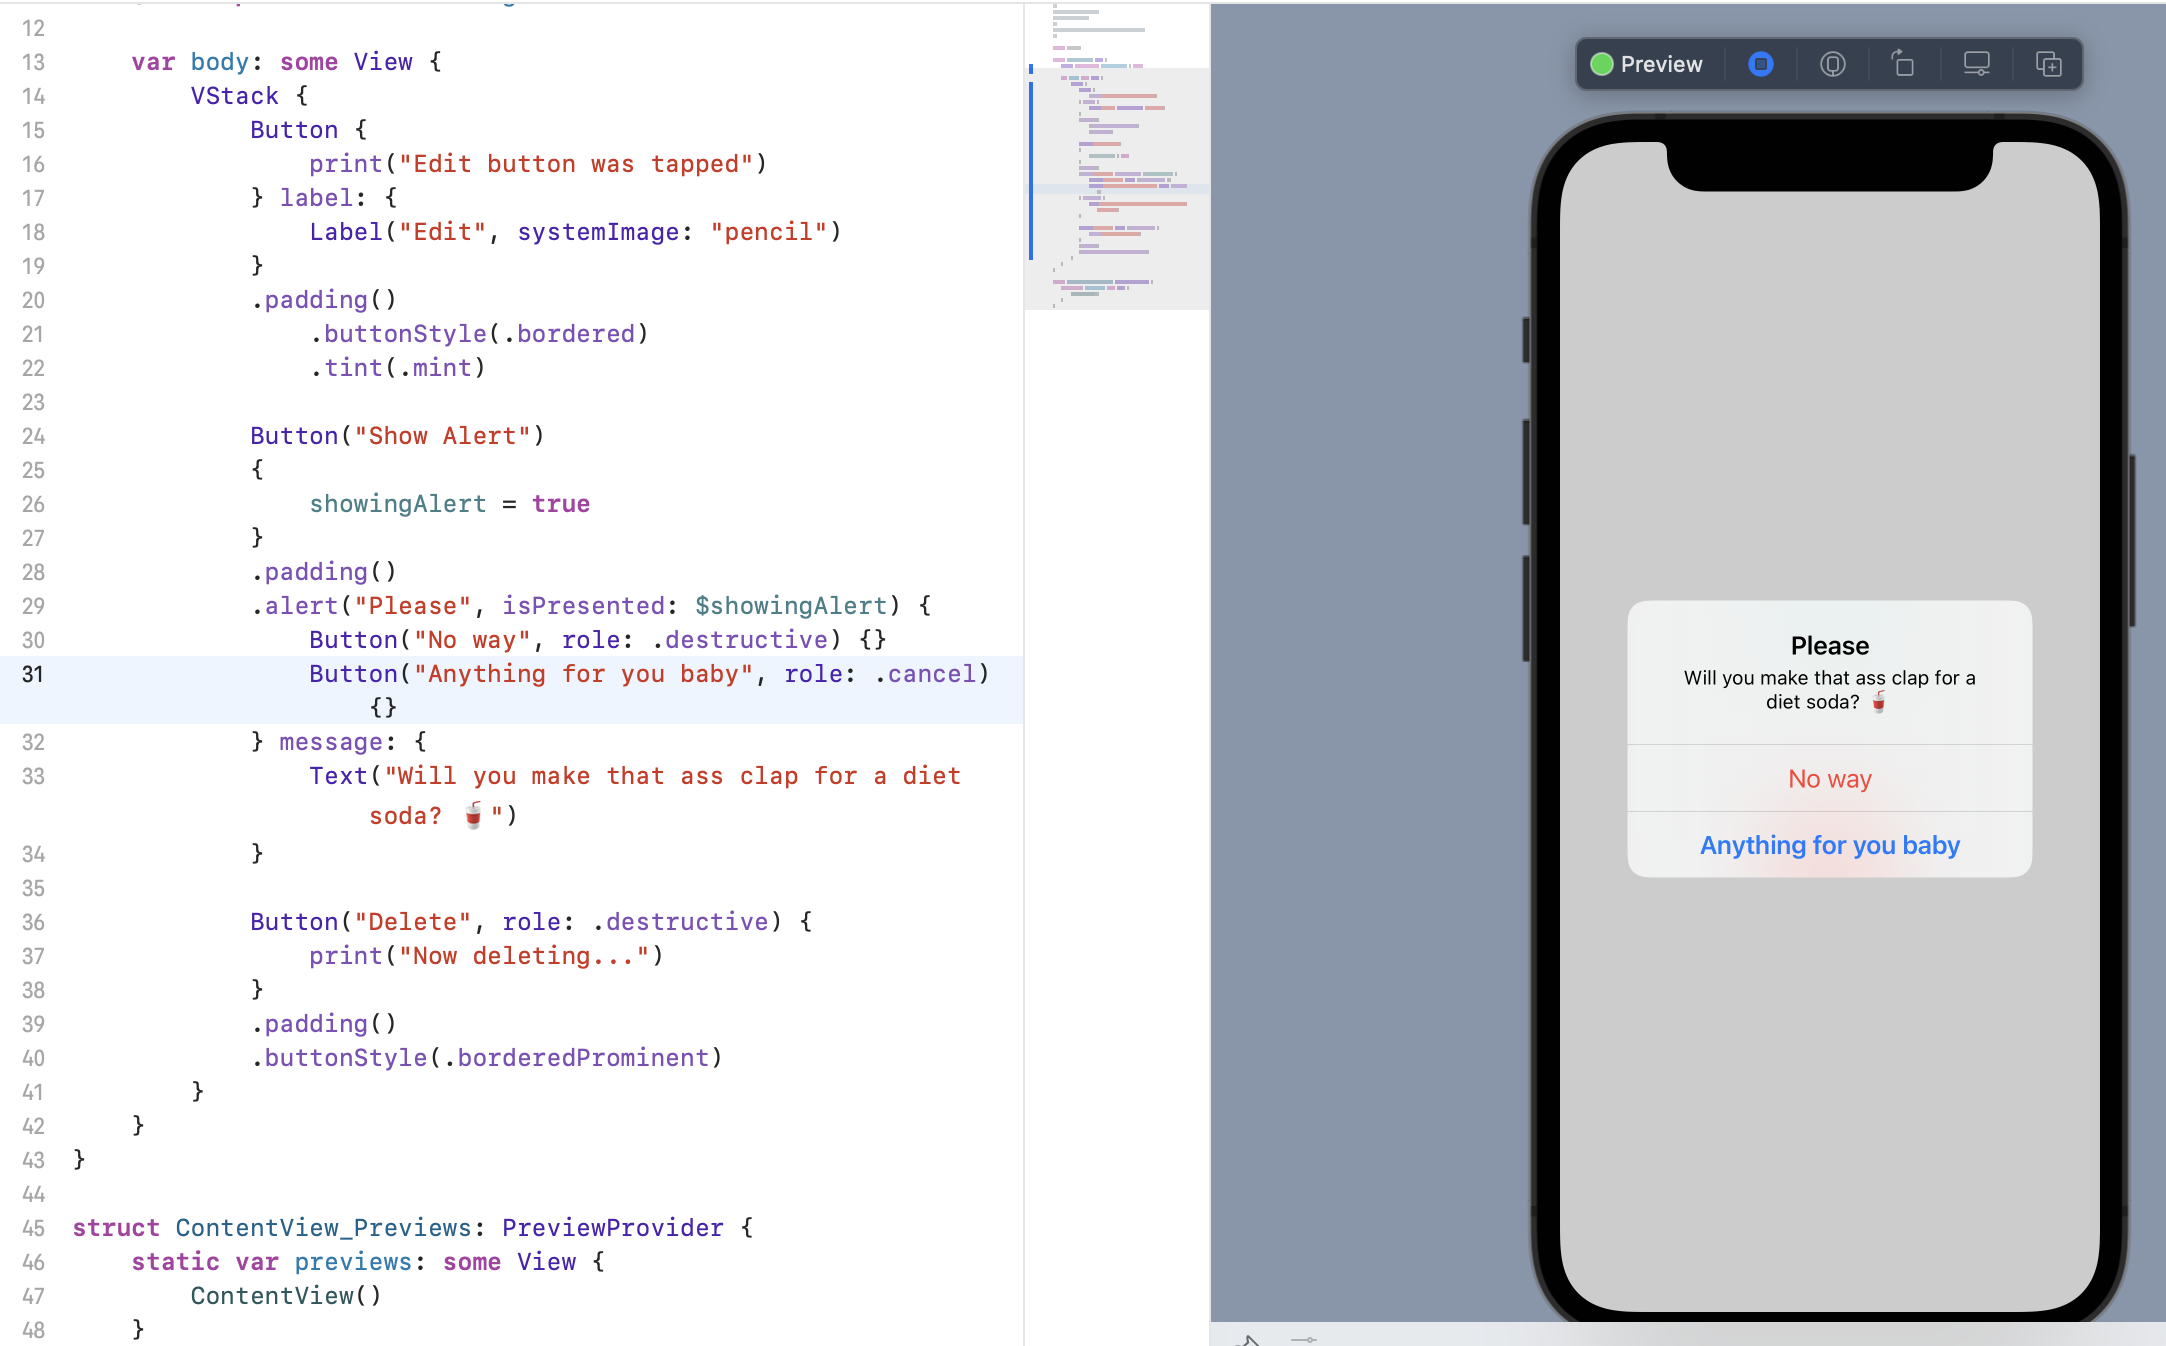 12
13 var body: some View {
14 VStack {
15 Button {
16 print("Edit button was tapped")
17 } label: {
18 Label("Edit", systemImage: "pencil")
19 }
20 .padding()
21 .buttonStyle(.bordered)
22 .tint(.mint)
23
24 Button("Show Alert")
25 {
26 showingAlert = true
27 }
28 .padding()
29 .alert("Please", isPresented: $showingAlert) {
30 Button("No way", role: .destructive) {}
31 Button("Anything for you baby", role: .cancel)
{}
32 } message: {
33 Text("Will you make that ass clap for a diet
soda? 🥤")
34 }
35
36 Button("Delete", role: .destructive) {
37 print("Now deleting...")
38 }
39 .padding()
40 .buttonStyle(.borderedProminent)
41 }
42 }
43 }
44
45 struct ContentView_Previews: PreviewProvider {
46 static var previews: some View {
47 ContentView()
48 }
Preview
Please
Will you make that ass clap for a
diet soda? 🥤
No way
Anything for you baby